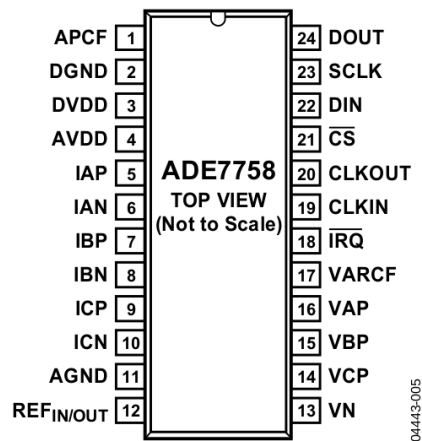 APCF 1
DGND 2
DVDD 3
AVDD 4
IAP 5
IAN 6
IBP 7
IBN 8
ICP 9
ICN 10
AGND 11
REFIN/OUT 12
ADE7758
TOP VIEW
(Not to Scale)
24 DOUT
23 SCLK
22 DIN
21 C̅S̅
20 CLKOUT
19 CLKIN
18 I̅R̅Q̅
17 VARCF
16 VAP
15 VBP
14 VCP
13 VN
04443-005